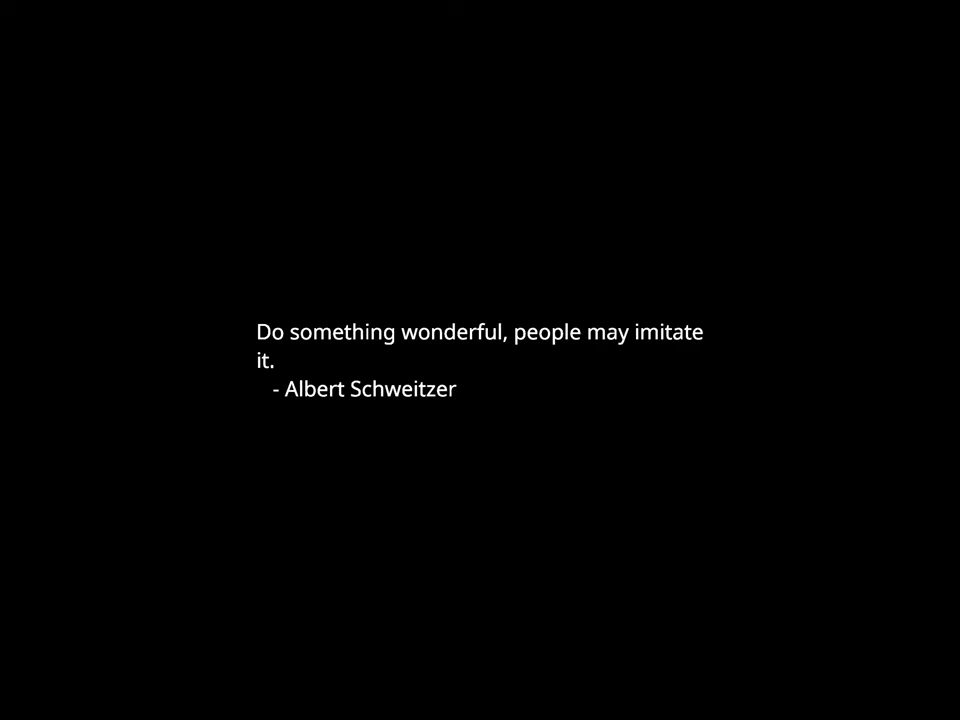 Do something wonderful, people may imitate
it.
- Albert Schweitzer